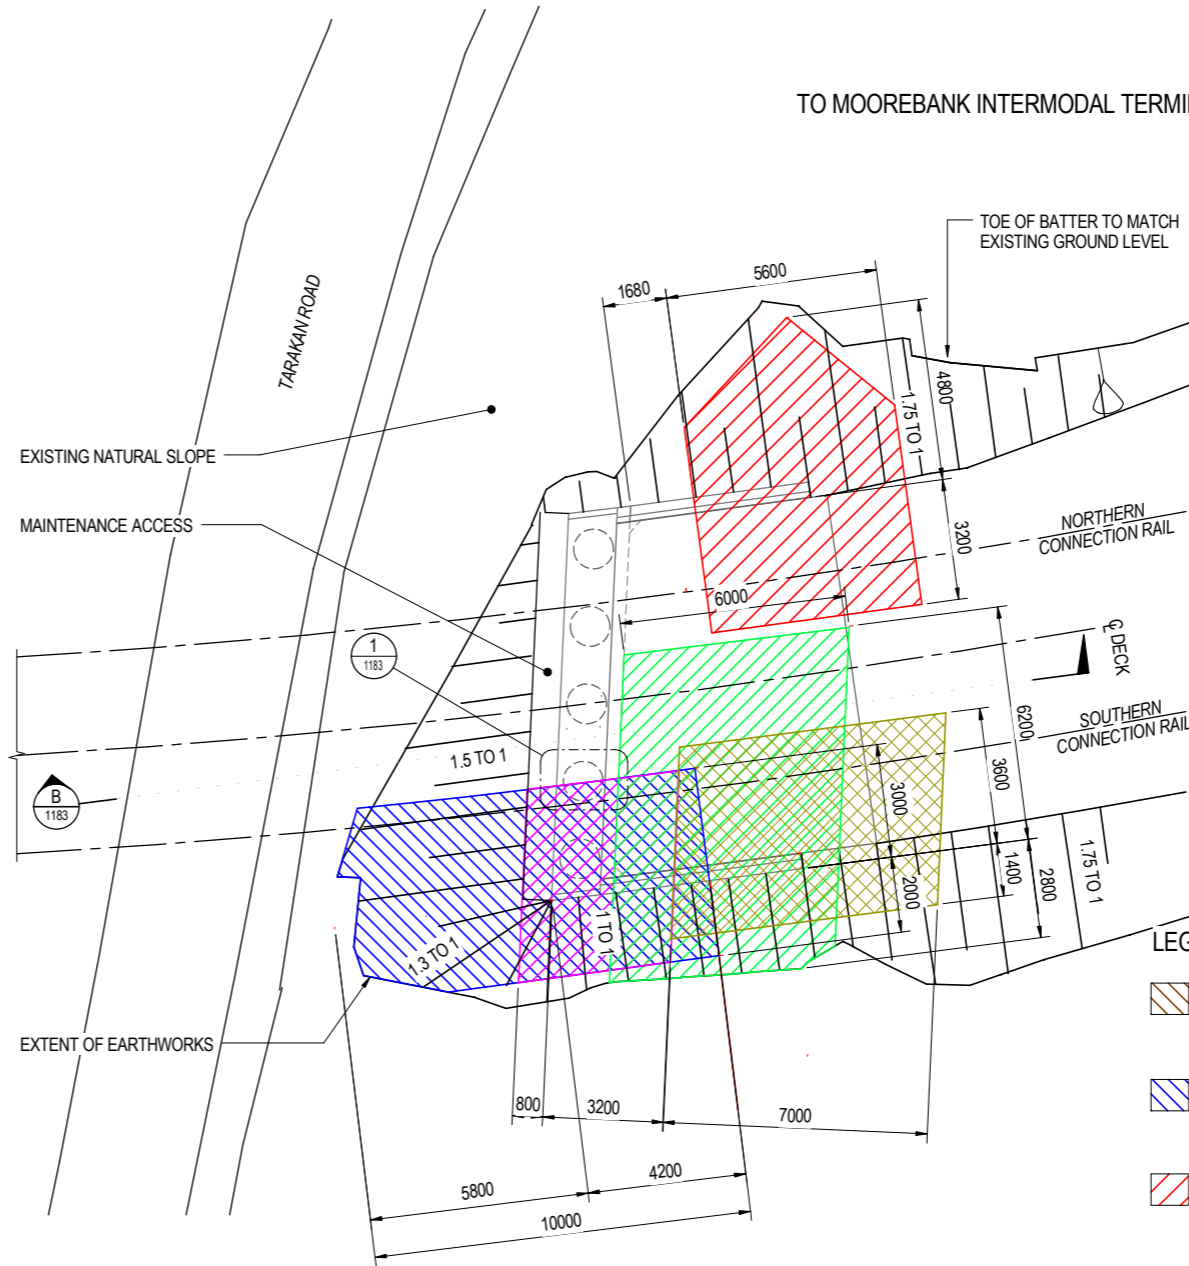 TO MOOREBANK INTERMODAL
TOE OF BATTER TO MATCH
EXISTING GROUND LEVEL
5600
1680
TARAKAN ROAD
4800
1.75 TO 1
EXISTING NATURAL SLOPE
MAINTENANCE ACCESS
3200
NORTHERN
CONNECTION RAIL
6000
1
1183
℄ DECK
6200
SOUTHERN
CONNECTION RAIL
1.5 TO 1
3600
3000
B
1183
1400
2800
1.75 TO 1
2000
1 TO 1
1.3 TO 1
EXTENT OF EARTHWORKS
800
3200
7000
4200
5800
10000